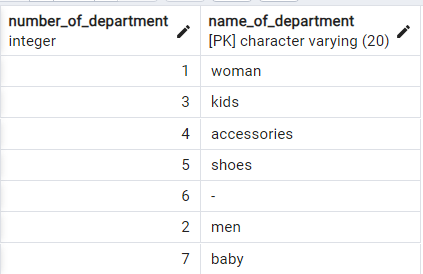 number_of_department name_of_department
integer [PK] character varying (20)
1 woman
3 kids
4 accessories
5 shoes
6 -
2 men
7 baby